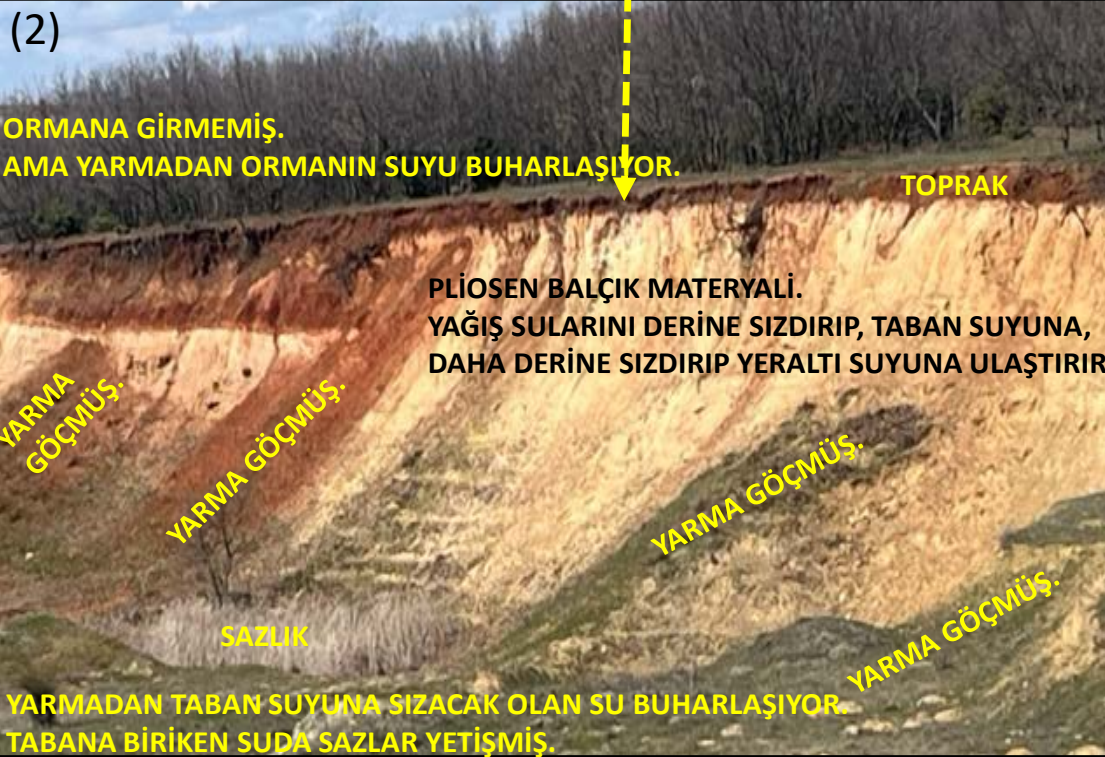 (2)
ORMANA GİRMEMİŞ.
AMA YARMADAN ORMANIN SUYU BUHARLAŞIYOR.
TOPRAK
PLİOSEN BALÇIK MATERYALİ.
YAĞIŞ SULARINI DERİNE SIZDIRIP, TABAN SUYUNA,
DAHA DERİNE SIZDIRIP YERALTI SUYUNA ULAŞTIRIR
YARMA
GÖÇMÜŞ.
YARMA GÖÇMÜŞ.
YARMA GÖÇMÜŞ.
YARMA GÖÇMÜŞ.
SAZLIK
YARMADAN TABAN SUYUNA SIZACAK OLAN SU BUHARLAŞIYOR.
TABANA BİRİKEN SUDA SAZLAR YETİŞMİŞ.